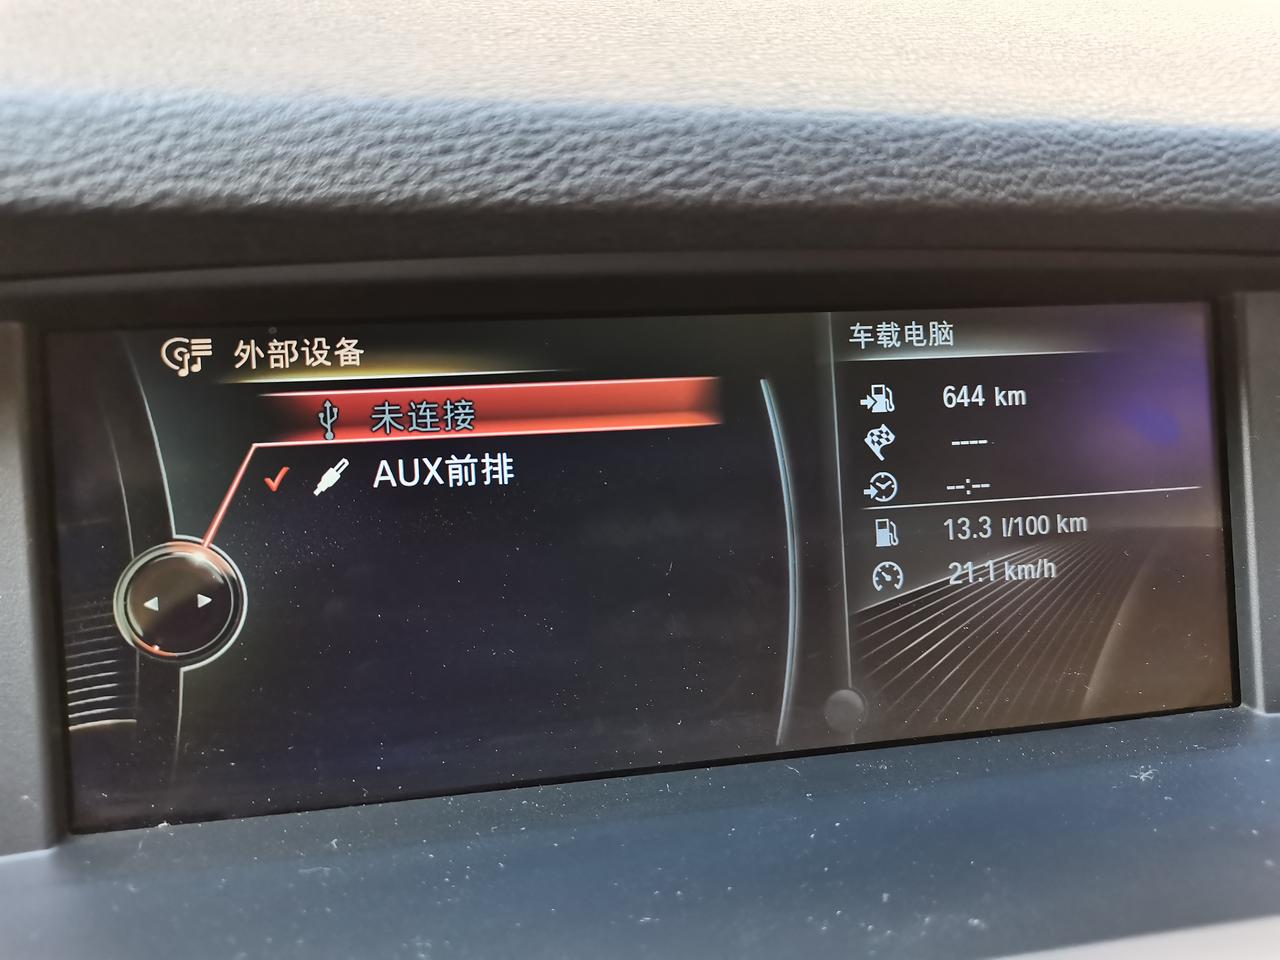 外部设备
未连接
AUX前排
车载电脑
644 km
----
--:--
13.3 l/100 km
21.1 km/h